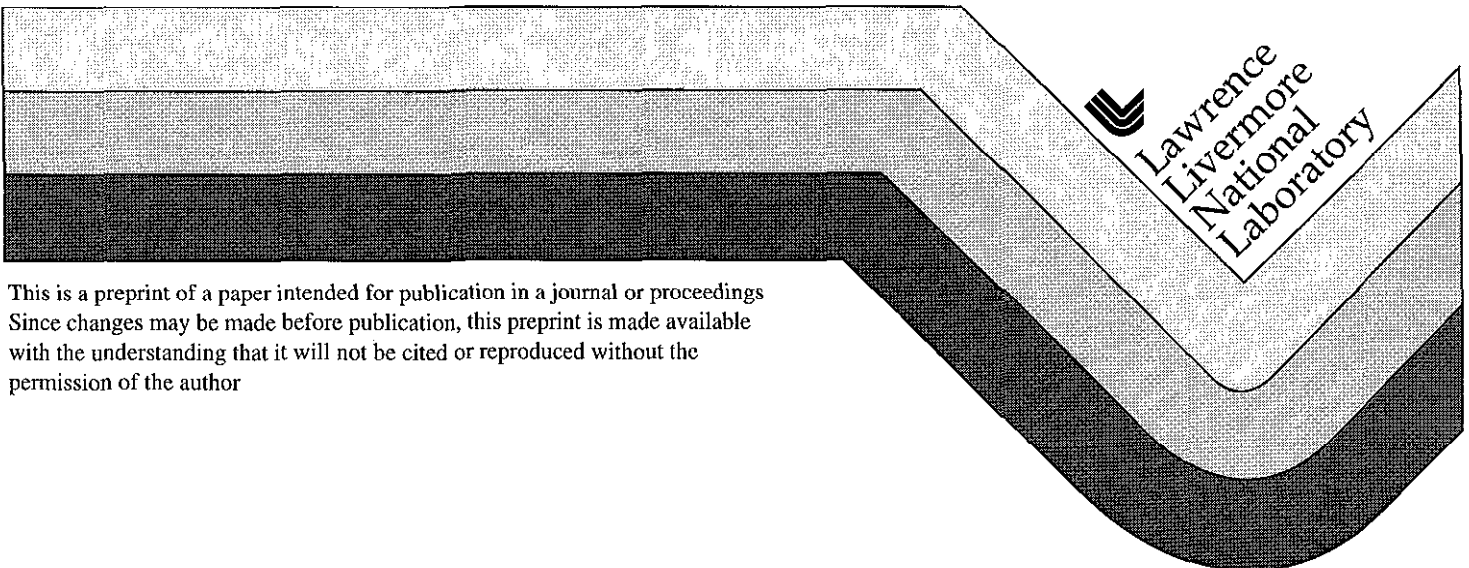 Lawrence
Livermore
National
Laboratory
This is a preprint of a paper intended for publication in a journal or proceedings
Since changes may be made before publication, this preprint is made available
with the understanding that it will not be cited or reproduced without the
permission of the author